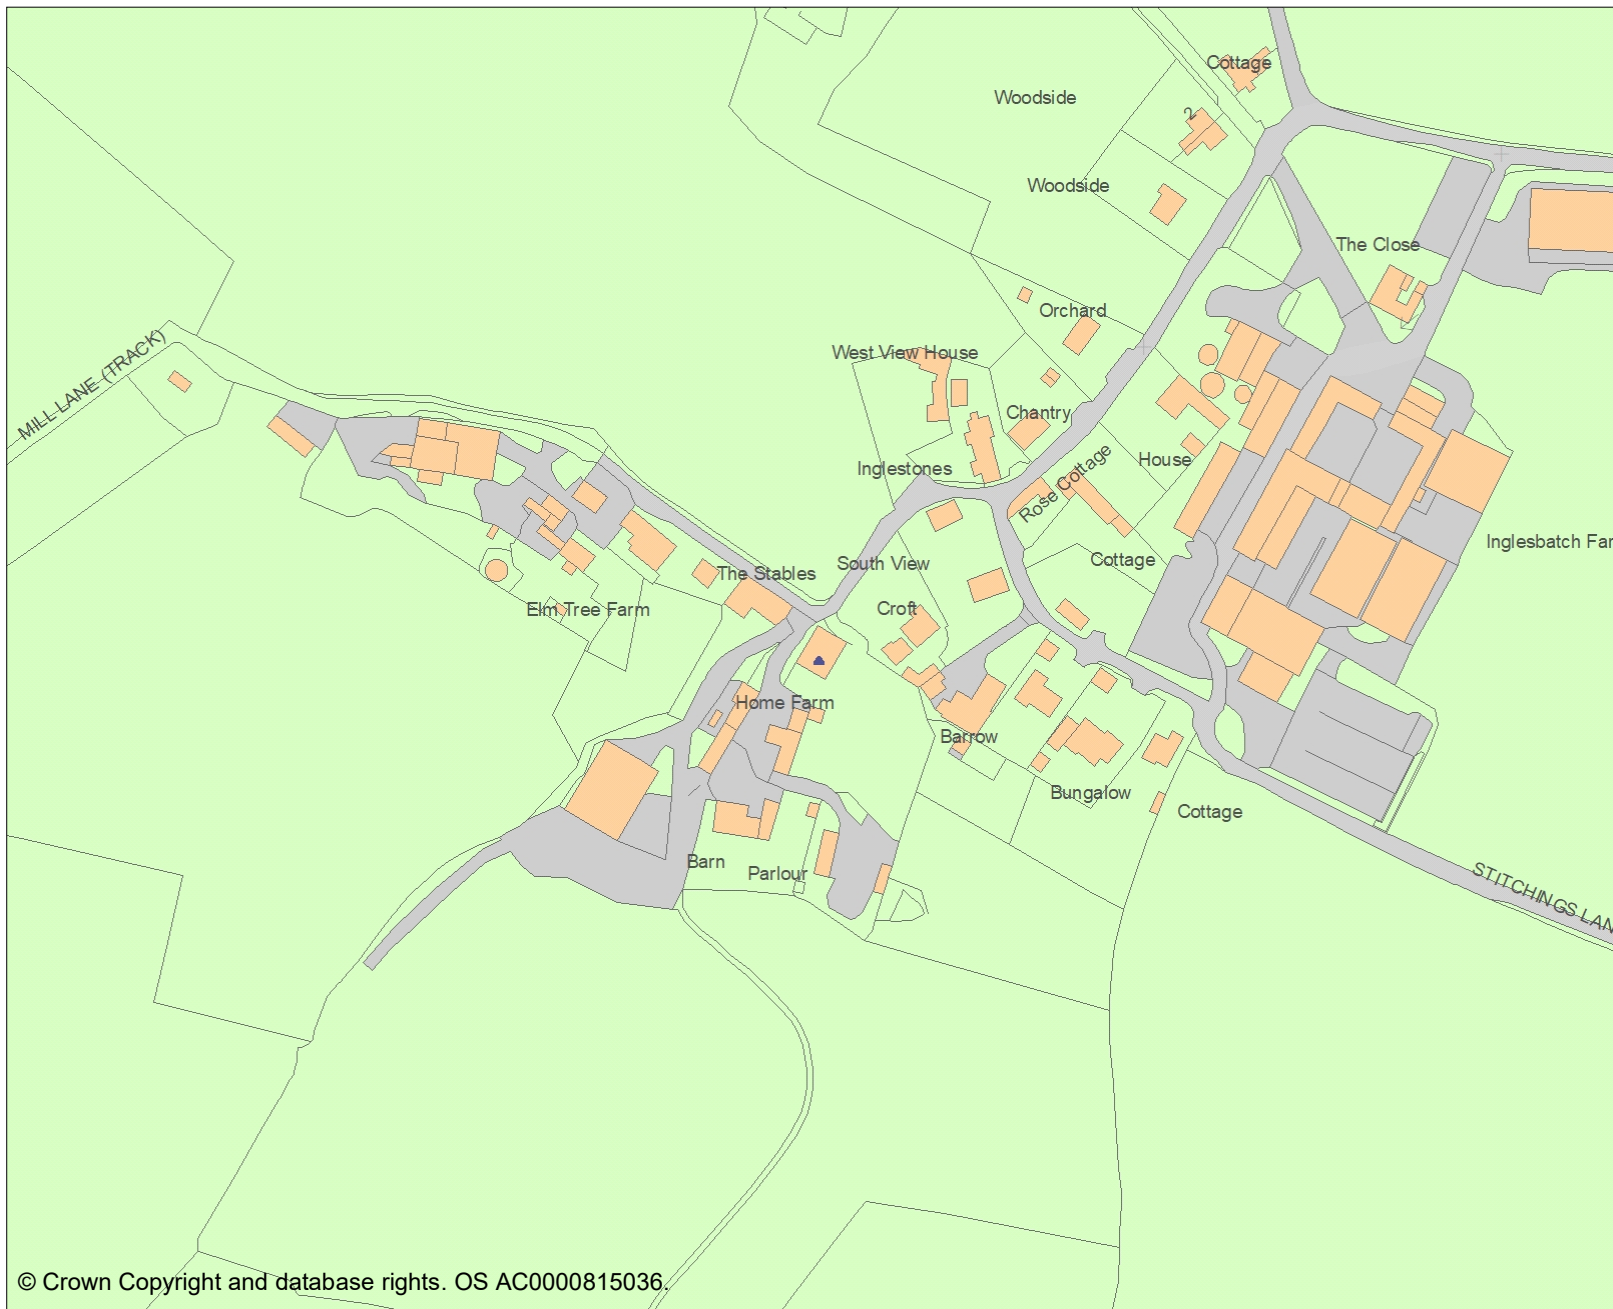 Cottage
Woodside
2
Woodside
The Close
Orchard
MILL LANE (TRACK)
West View House
Chantry
Inglestones
House
Rose Cottage
Inglesbatch Far
South View
Cottage
The Stables
Elm Tree Farm
Croft
Home Farm
Barrow
Bungalow
Cottage
Barn
Parlour
STITCHINGS LAN
© Crown Copyright and database rights. OS AC0000815036.